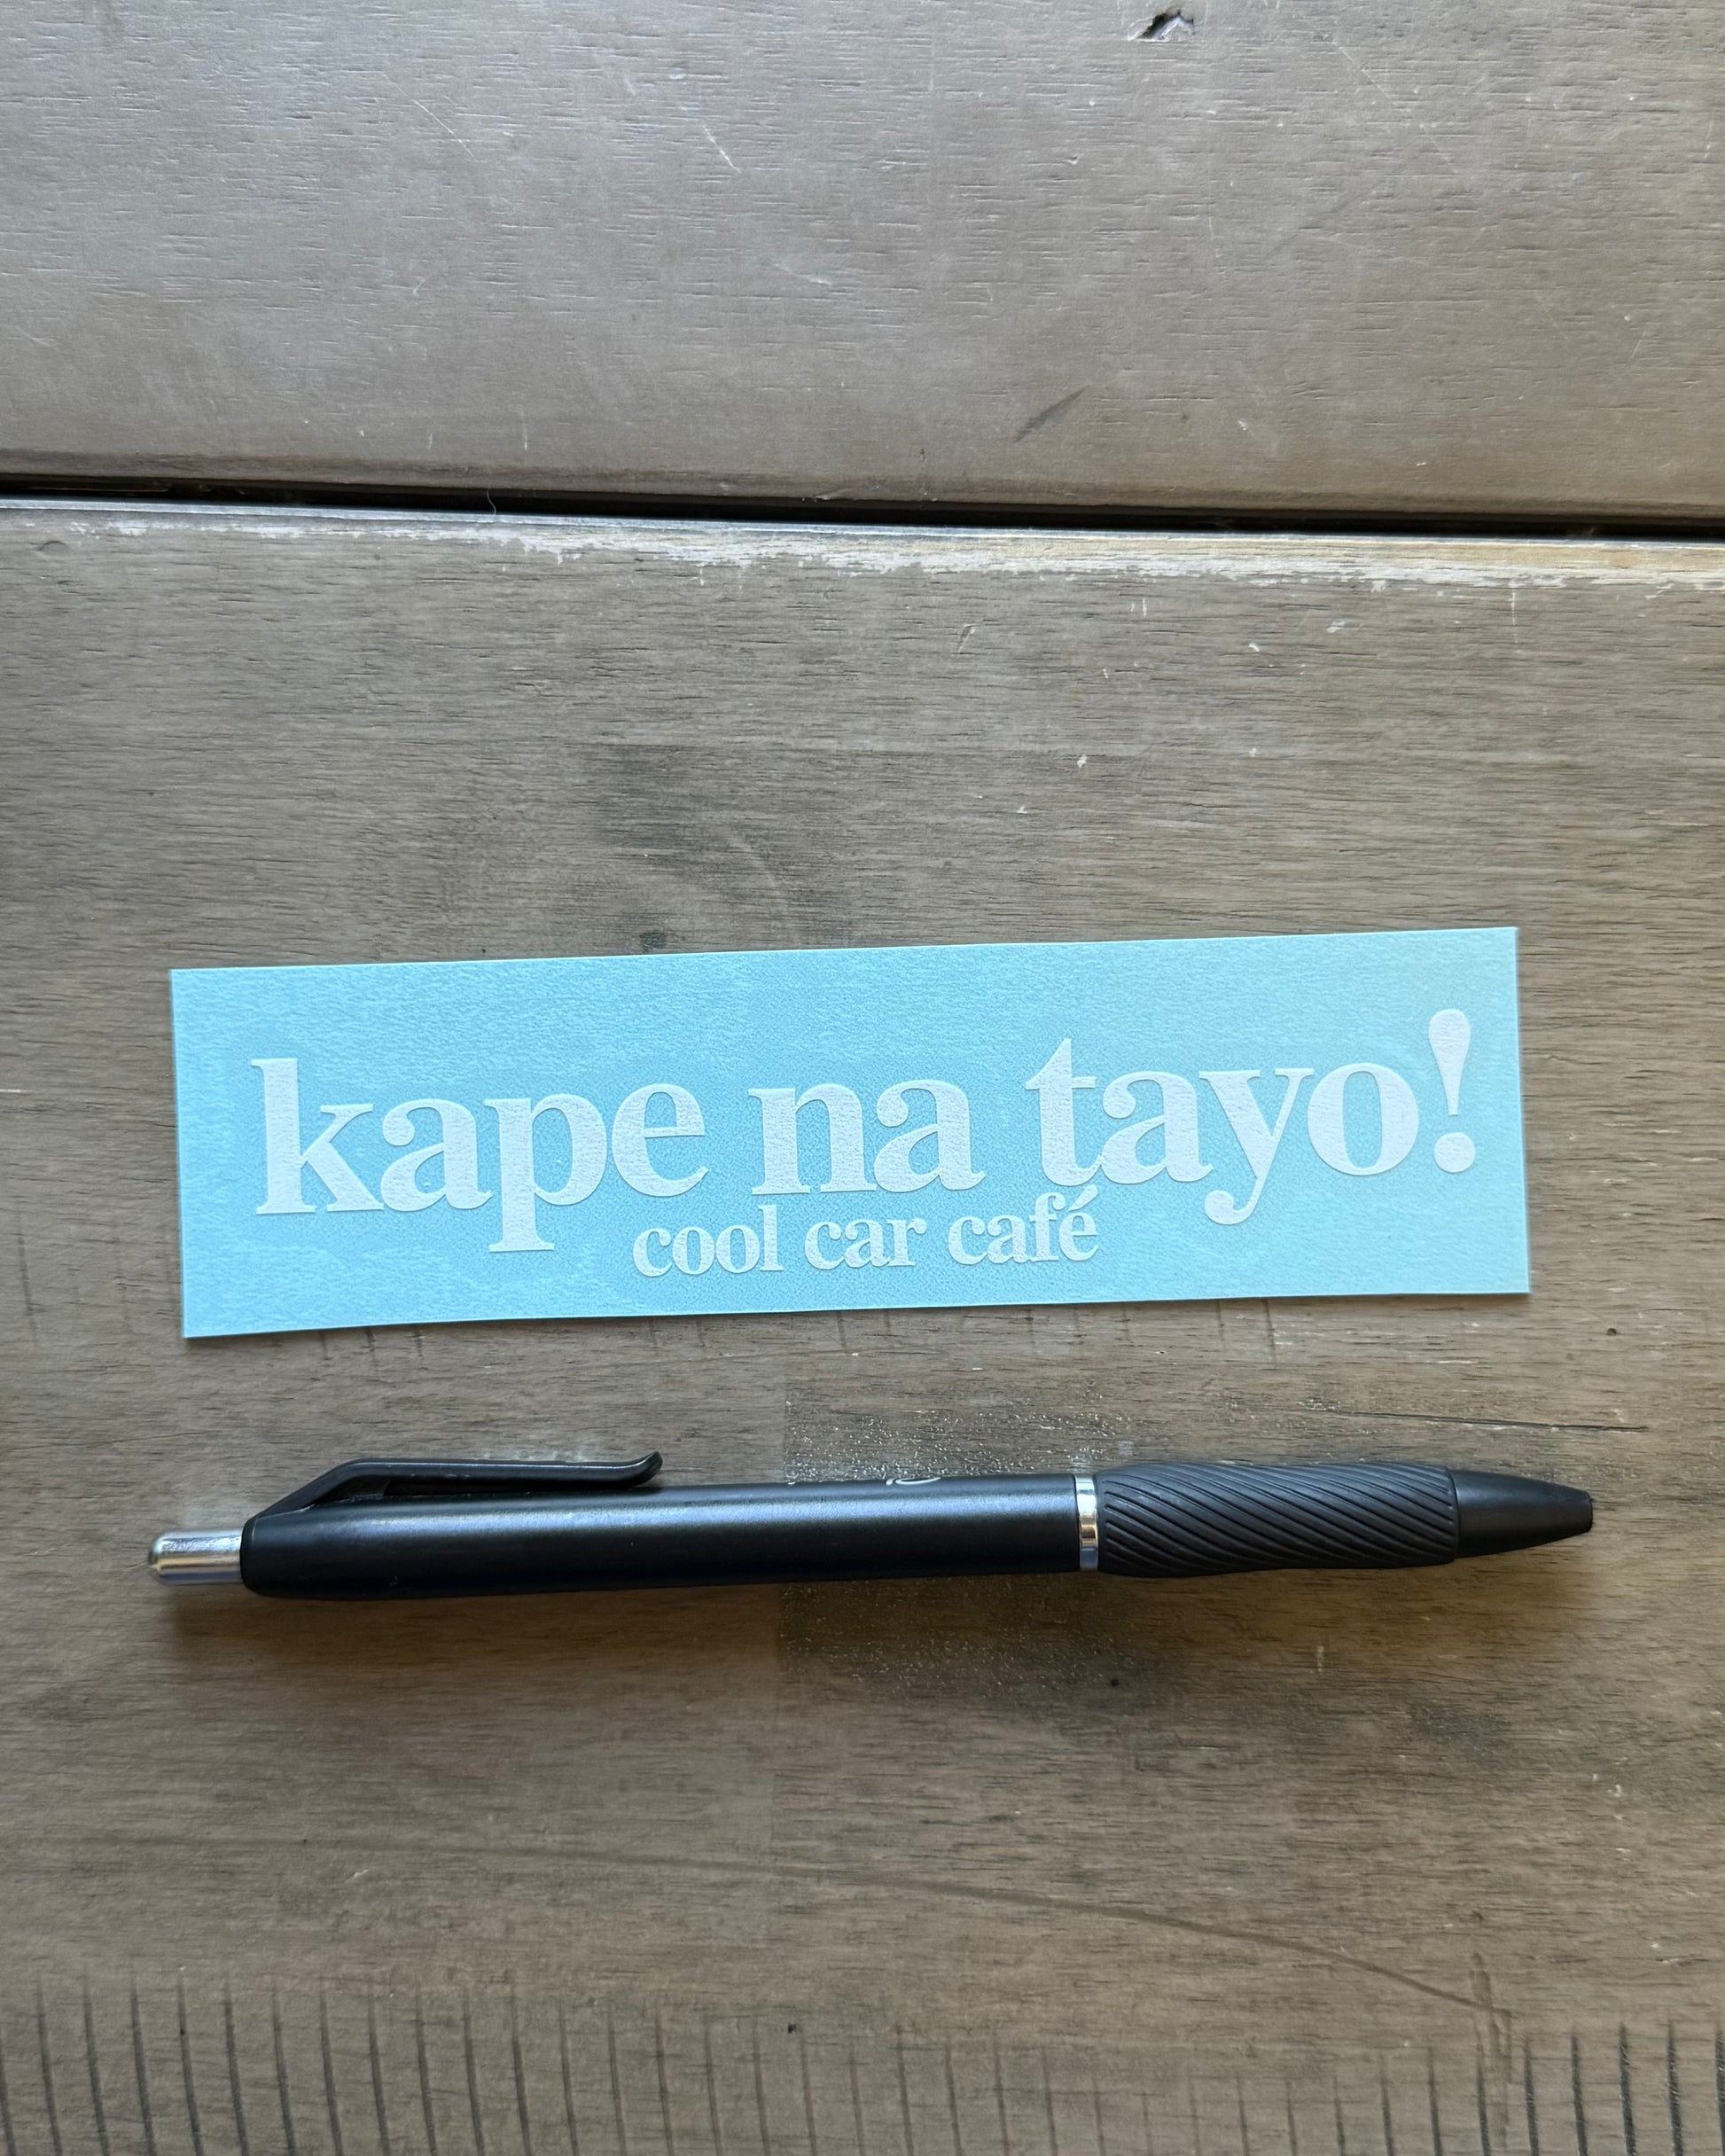 kape na tayo!
cool car café